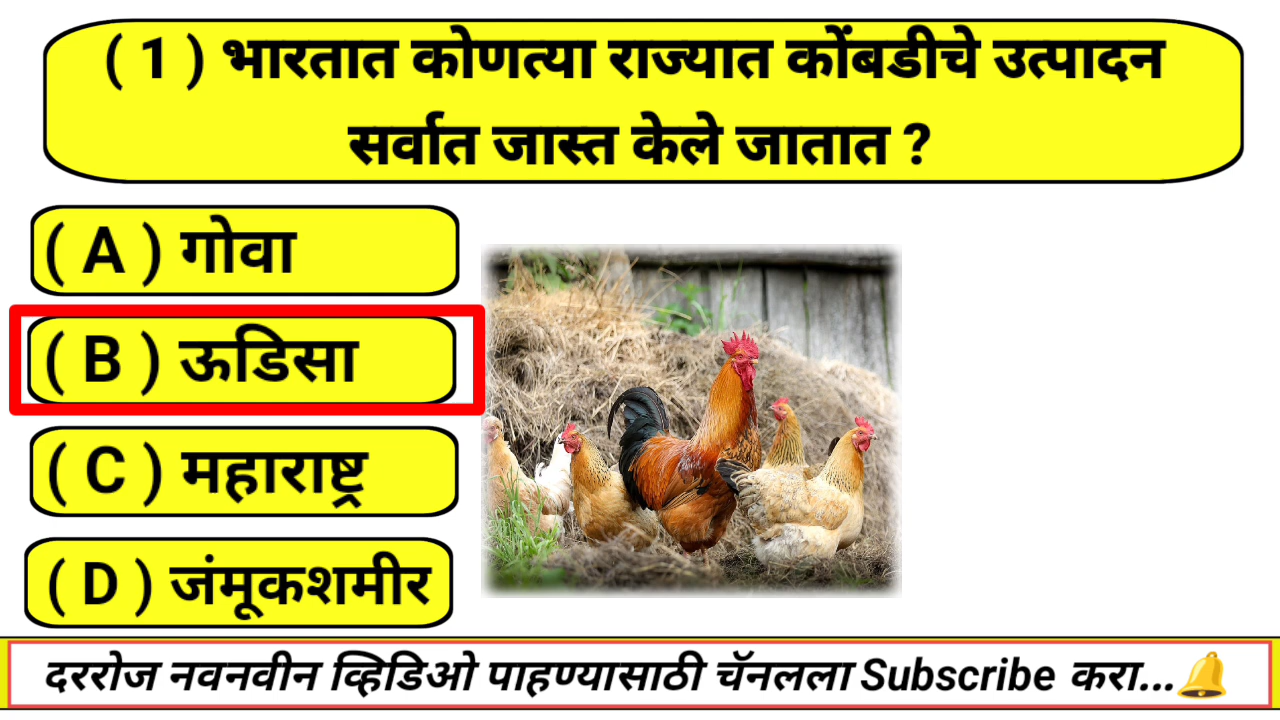 ( 1 ) भारतात कोणत्या राज्यात कोंबडीचे उत्पादन
सर्वात जास्त केले जातात ?
( A ) गोवा
( B ) ऊडिसा
( C ) महाराष्ट्र
( D ) जंमूकशमीर
दररोज नवनवीन व्हिडिओ पाहण्यासाठी चॅनलला Subscribe करा...🔔